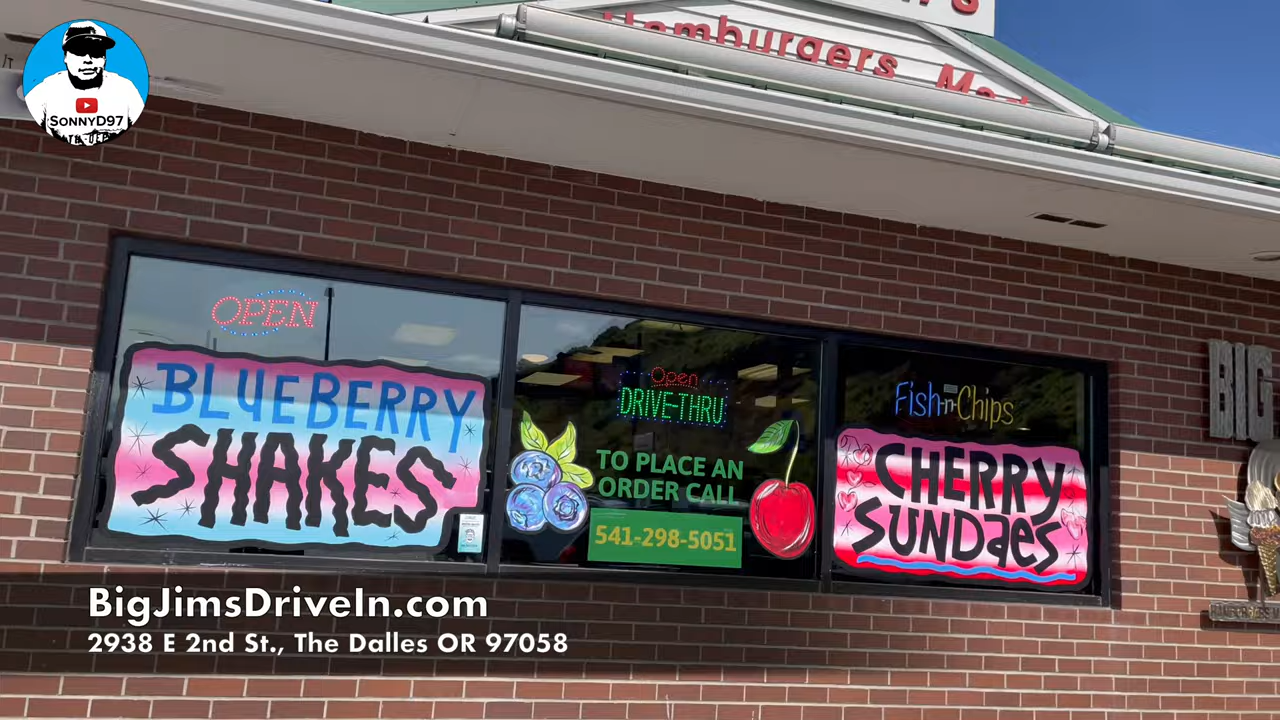 Hamburgers
SONNYD97
OPEN
BLUEBERRY
SHAKES
Open
DRIVE-THRU
TO PLACE AN
ORDER CALL
541-298-5051
Fish-n-Chips
CHERRY
SUNDaES
BIG
BigJimsDriveIn.com
2938 E 2nd St., The Dalles OR 97058